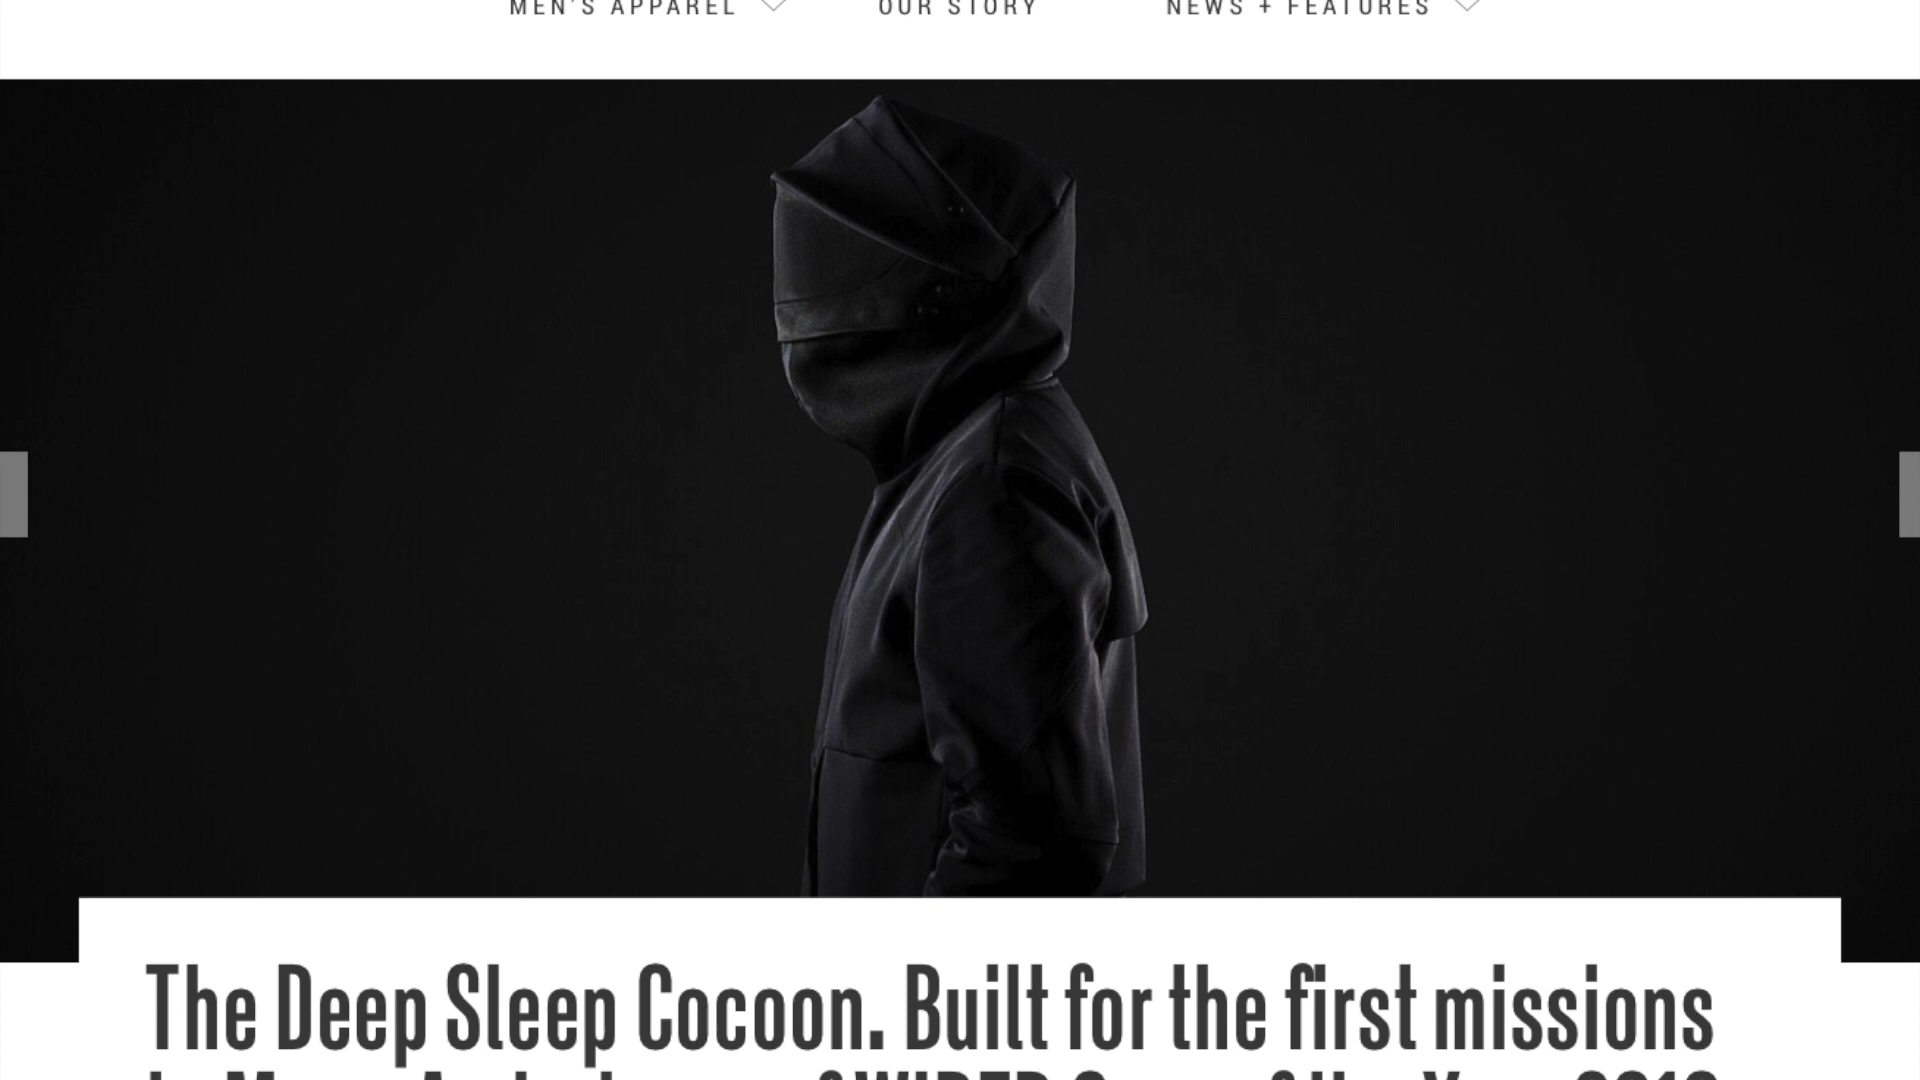 MEN'S APPAREL
OUR STORY
NEWS + FEATURES
The Deep Sleep Cocoon. Built for the first missions